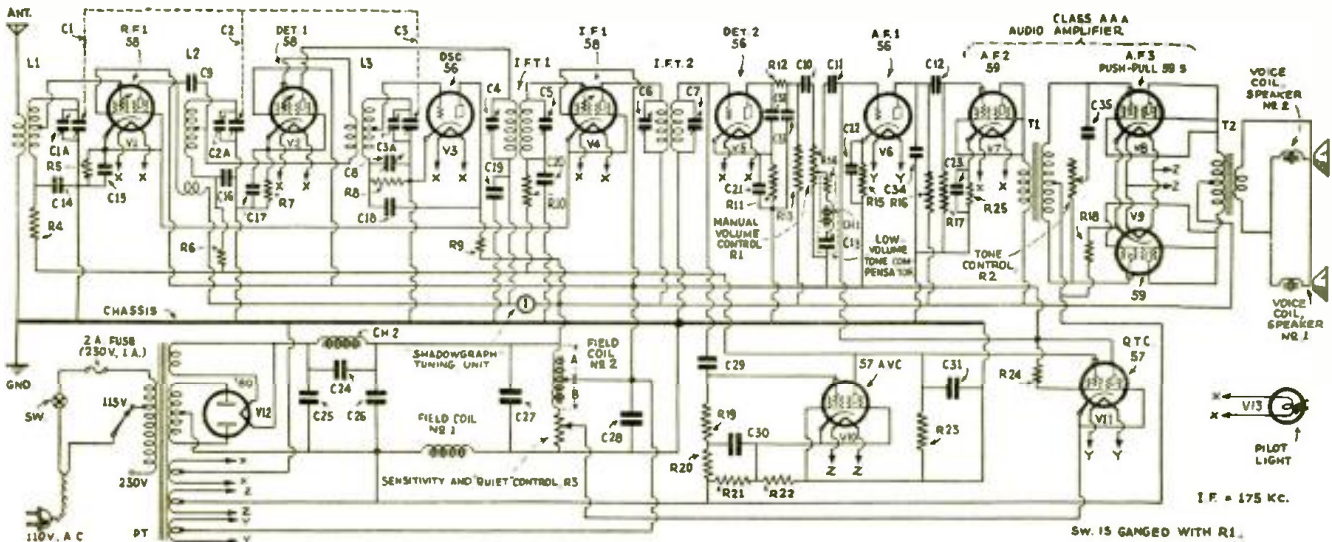 ANT.
C1
R.F.1
58
L2
C2
DET.1
58
C3
OSC
56
I.F.T.1
I.F.1
58
I.F.T.2
DET.2
56
A.F.1
56
CLASS AAA
AUDIO AMPLIFIER
A.F.2
59
A.F.3
PUSH-PULL 59 S
VOICE
COIL
SPEAKER
Nº 2
L1
C9
L3
C4
C5
C6
C7
R12
C10
C11
C12
T1
C35
T2
C1A
V1
C2A
V2
C3A
V3
V4
V5
V6
V7
V8
V9
R5
C14
C15
C16
C17
R7
C8
R8
C18
C19
C20
R10
C21
R11
R13
R14
C22
CH1
C13
R15
C34
R16
C23
R17
R25
R18
R4
R6
R9
X X
Y Y
Z
Z
MANUAL
VOLUME
CONTROL
R1
LOW
VOLUME
TONE COM
PENSATOR
TONE
CONTROL
R2
59
VOICE
COIL,
SPEAKER
Nº 1
CHASSIS
1
GND
2 A FUSE
(230V, 1 A.)
SW.
115V
230V
110V. A C
PT
'80
V12
CH 2
C24
C25
C26
SHADOWGRAPH
TUNING UNIT
FIELD
COIL
Nº 2
A
B
FIELD COIL
Nº 1
C27
C28
SENSITIVITY AND QUIET CONTROL R3
C29
R19
R20
C30
R21
R22
57 AVC
V10
Z Z
R23
C31
R24
QTC
57
V11
Y Y
X
X
V13
PILOT
LIGHT
X
X
Z
Z
Y
Y
I.F. = 175 KC.
SW. IS GANGED WITH R1.